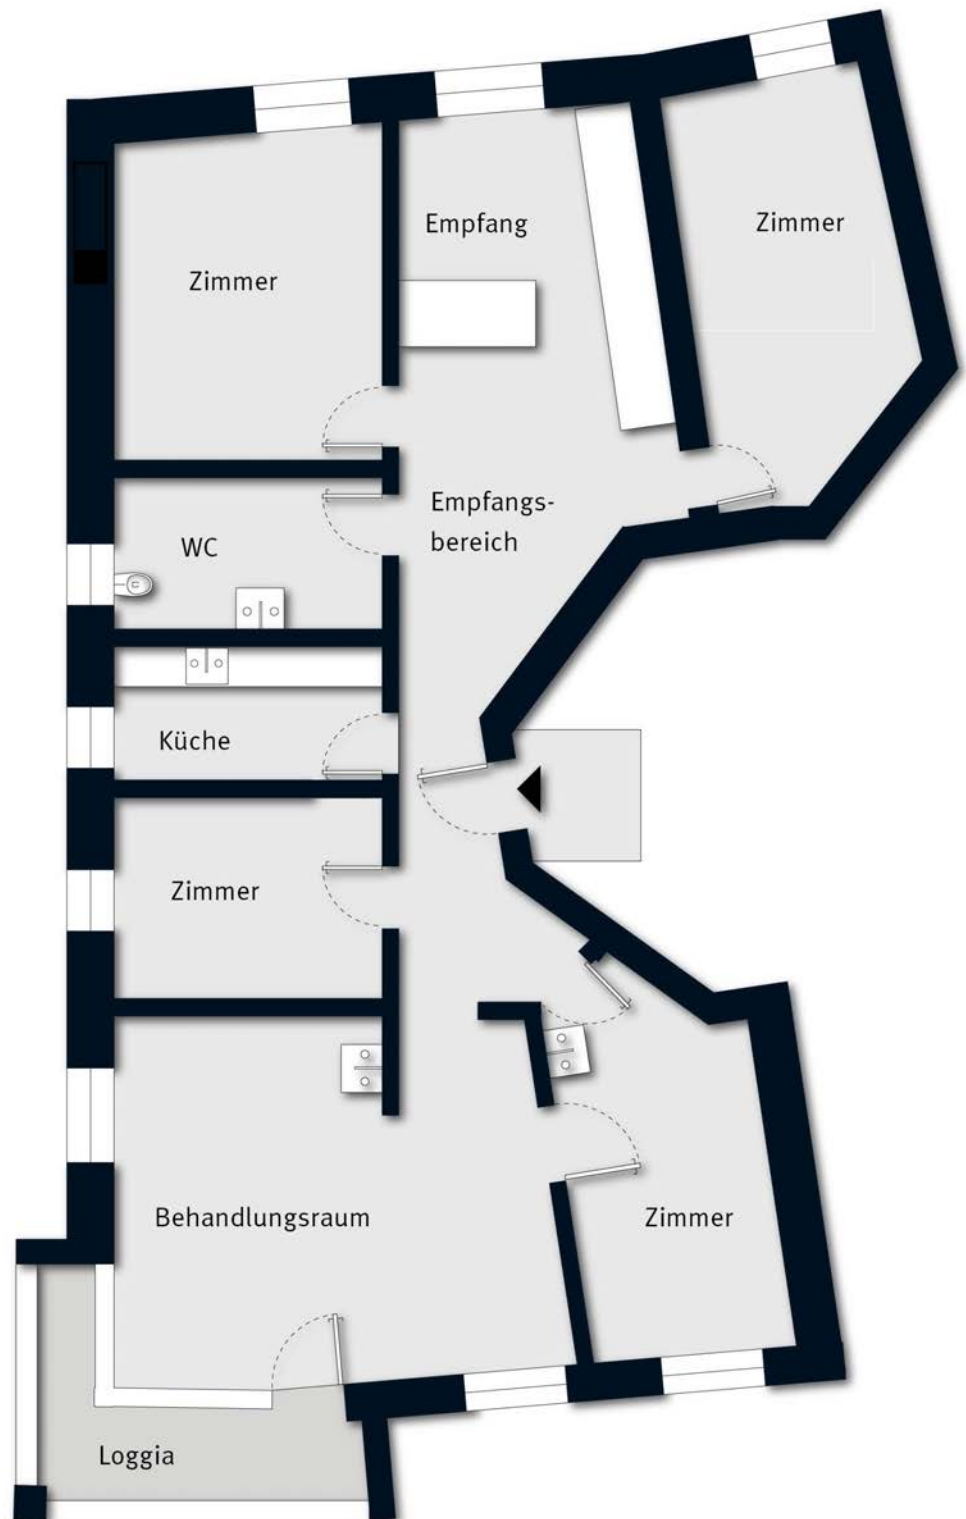 Empfang
Zimmer
Zimmer
Empfangs-
bereich
WC
Küche
Zimmer
Behandlungsraum
Zimmer
Loggia